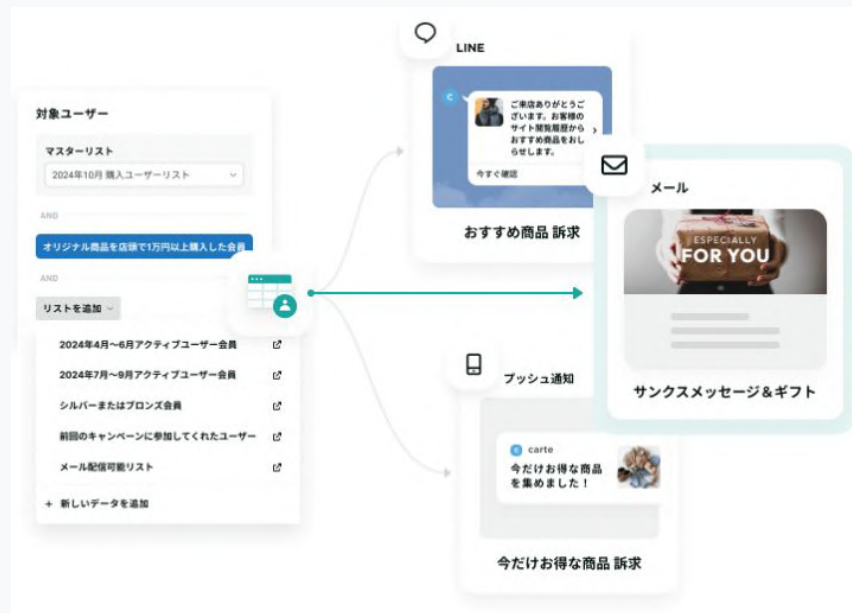 対象ユーザー
マスターリスト
2024年10月 購入ユーザーリスト
AND
オリジナル商品を店頭で1万円以上購入した会員
AND
リストを追加
2024年4月〜6月アクティブユーザー会員
2024年7月〜9月アクティブユーザー会員
シルバーまたはブロンズ会員
前回のキャンペーンに参加してくれたユーザー
メール配信可能リスト
+ 新しいデータを追加
LINE
c
ご来店ありがとうご
ざいます。お客様の
サイト閲覧履歴から
おすすめ商品をおし
らせします。
今すぐ確認
おすすめ商品 訴求
メール
ESPECIALLY
FOR YOU
サンクスメッセージ＆ギフト
プッシュ通知
c carte
今だけお得な商品
を集めました！
今だけお得な商品 訴求